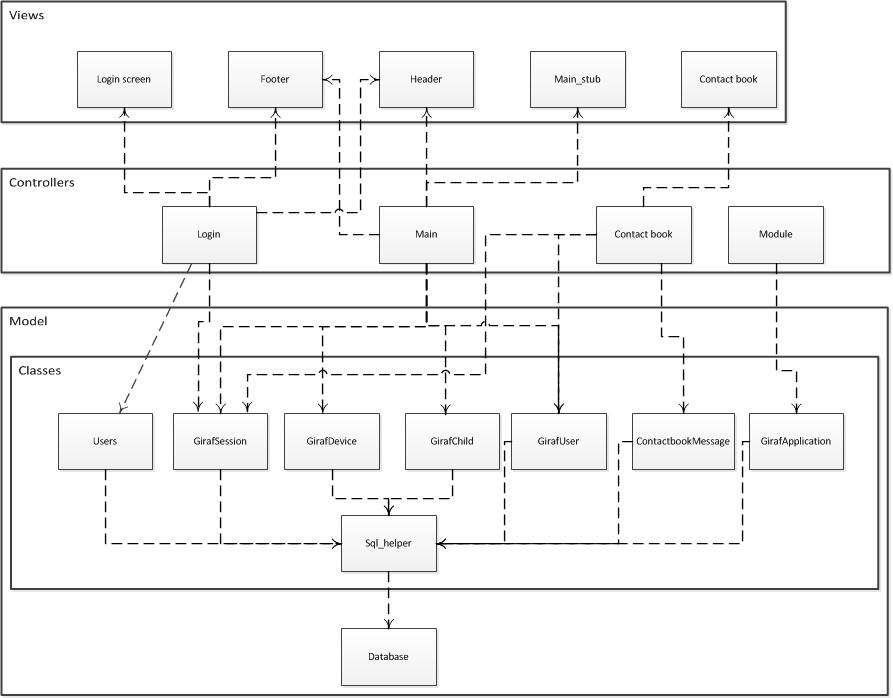 Views
Login screen
Footer
Header
Main_stub
Contact book
Controllers
Login
Main
Contact book
Module
Model
Classes
Users
GirafSession
GirafDevice
GirafChild
GirafUser
ContactbookMessage
GirafApplication
Sql_helper
Database